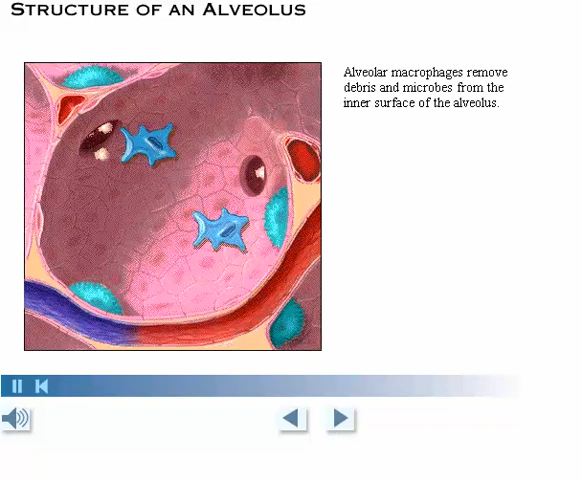 Structure of an Alveolus
Alveolar macrophages remove
debris and microbes from the
inner surface of the alveolus.